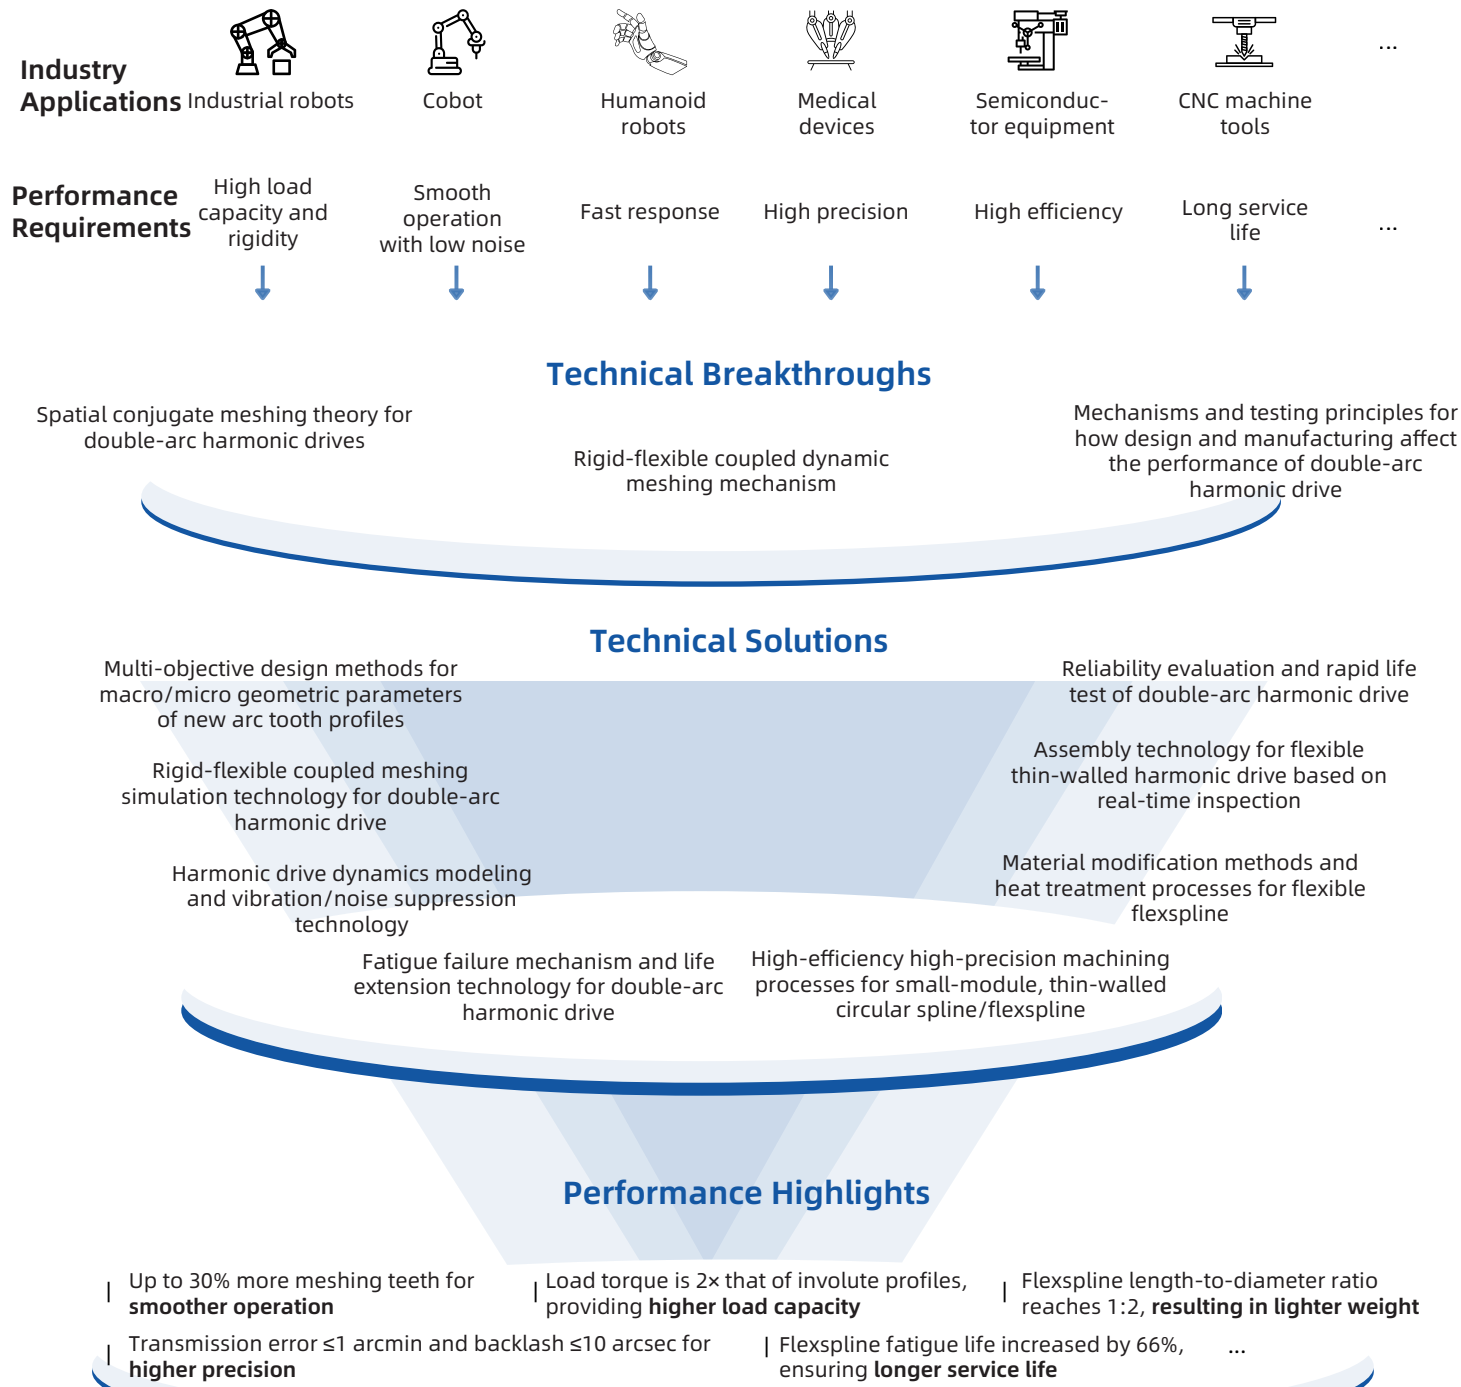 Industry
Applications
Industrial robots
Cobot
Humanoid
robots
Medical
devices
Semiconduc-
tor equipment
CNC machine
tools
...
Performance
Requirements
High load
capacity and
rigidity
Smooth
operation
with low noise
Fast response
High precision
High efficiency
Long service
life
...
Technical Breakthroughs
Spatial conjugate meshing theory for
double-arc harmonic drives
Rigid-flexible coupled dynamic
meshing mechanism
Mechanisms and testing principles for
how design and manufacturing affect
the performance of double-arc
harmonic drive
Technical Solutions
Multi-objective design methods for
macro/micro geometric parameters
of new arc tooth profiles
Rigid-flexible coupled meshing
simulation technology for double-arc
harmonic drive
Harmonic drive dynamics modeling
and vibration/noise suppression
technology
Fatigue failure mechanism and life
extension technology for double-arc
harmonic drive
High-efficiency high-precision machining
processes for small-module, thin-walled
circular spline/flexspline
Reliability evaluation and rapid life
test of double-arc harmonic drive
Assembly technology for flexible
thin-walled harmonic drive based on
real-time inspection
Material modification methods and
heat treatment processes for flexible
flexspline
Performance Highlights
Up to 30% more meshing teeth for
smoother operation
Load torque is 2× that of involute profiles,
providing higher load capacity
Flexspline length-to-diameter ratio
reaches 1:2, resulting in lighter weight
Transmission error ≤1 arcmin and backlash ≤10 arcsec for
higher precision
Flexspline fatigue life increased by 66%,
ensuring longer service life
...